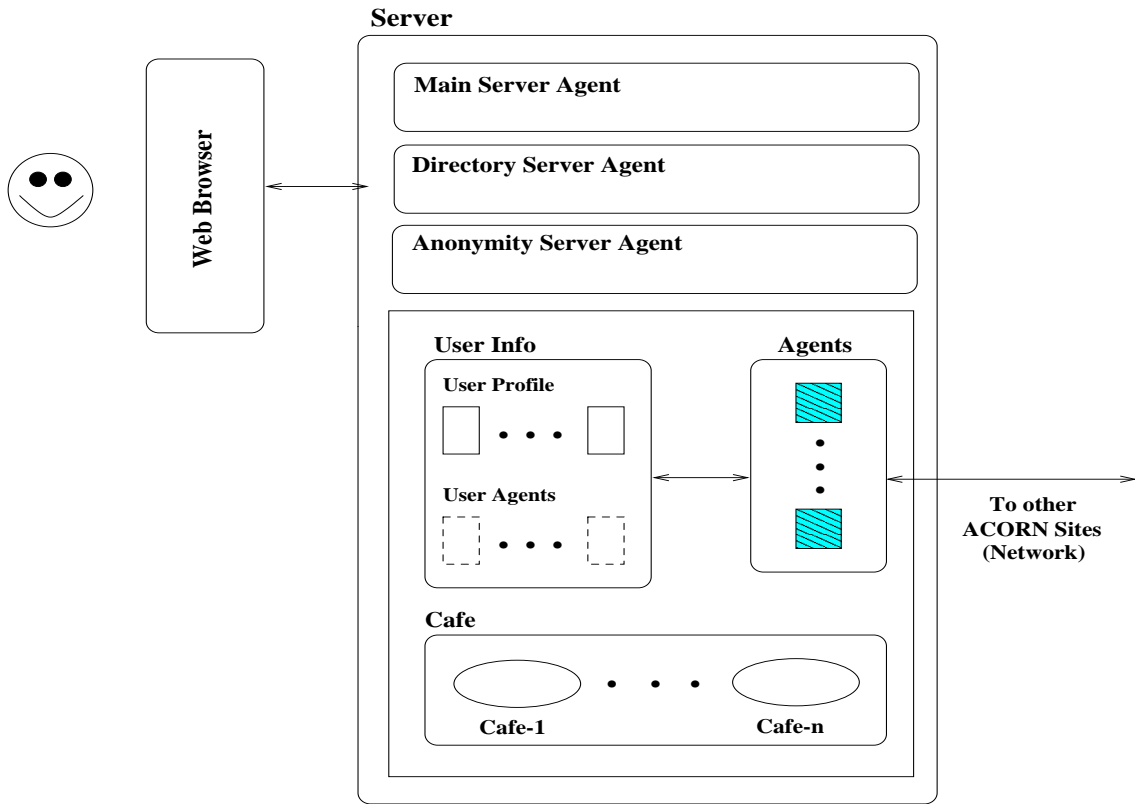 Server
Main Server Agent
Web Browser
Directory Server Agent
Anonymity Server Agent
User Info
Agents
User Profile
User Agents
To other
ACORN Sites
(Network)
Cafe
Cafe-1
Cafe-n